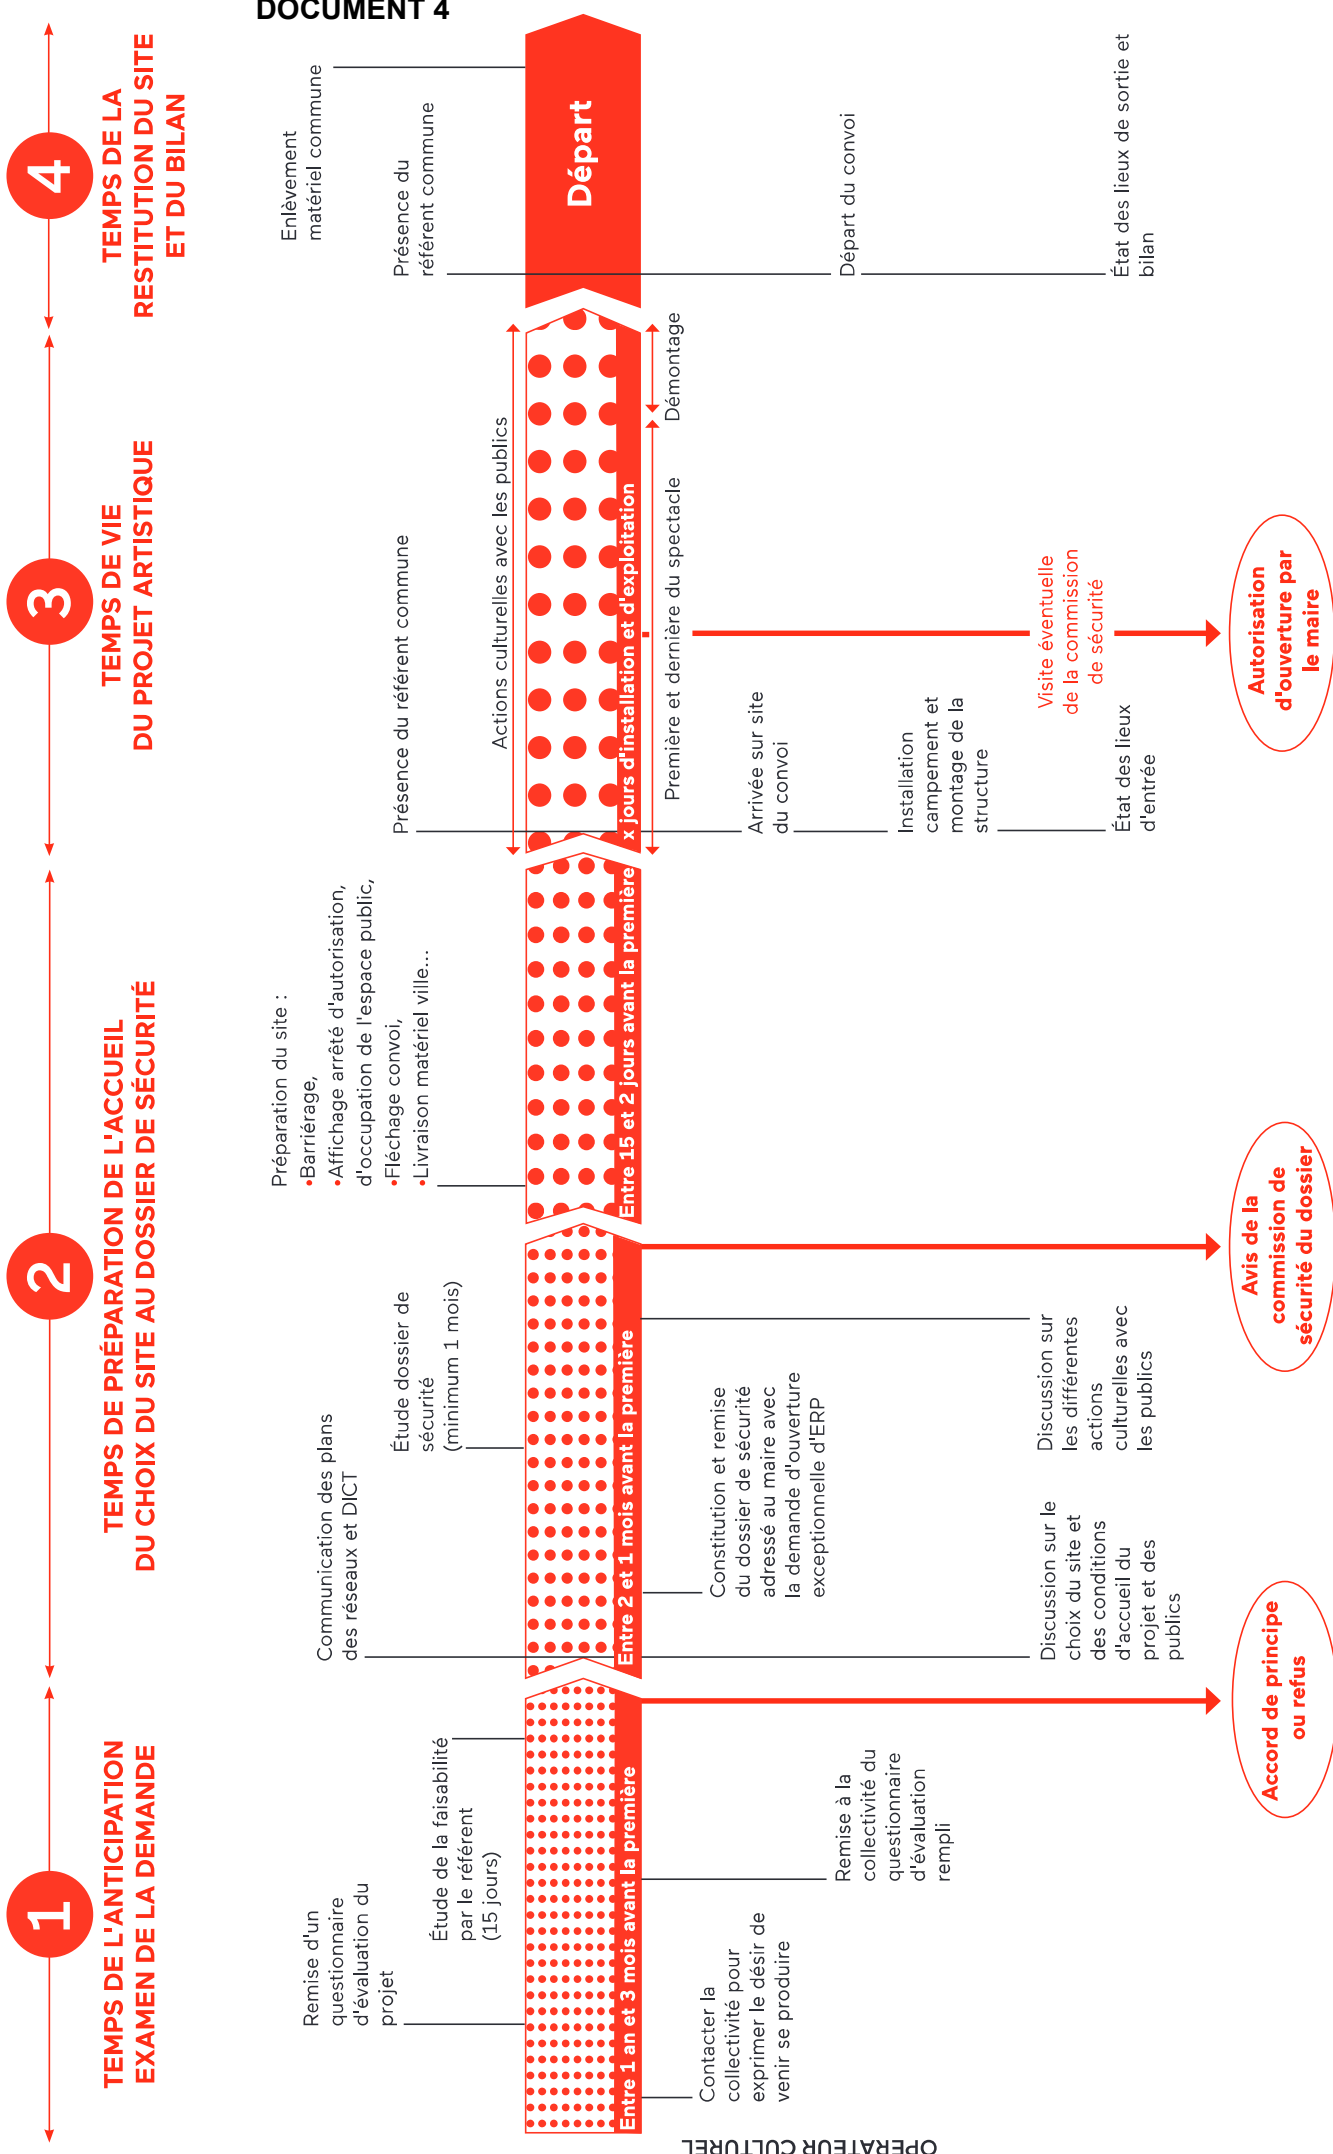 DOCUMENT 4
1
TEMPS DE L'ANTICIPATION
EXAMEN DE LA DEMANDE
2
TEMPS DE PRÉPARATION DE L'ACCUEIL
DU CHOIX DU SITE AU DOSSIER DE SÉCURITÉ
3
TEMPS DE VIE
DU PROJET ARTISTIQUE
4
TEMPS DE LA
RESTITUTION DU SITE
ET DU BILAN
Remise d'un
questionnaire
d'évaluation du
projet
Étude de la faisabilité
par le référent
(15 jours)
Communication des plans
des réseaux et DICT
Étude dossier de
sécurité
(minimum 1 mois)
Préparation du site :
•Barriérage,
•Affichage arrêté d'autorisation,
d'occupation de l'espace public,
•Fléchage convoi,
•Livraison matériel ville...
Présence du référent commune
Actions culturelles avec les publics
Enlèvement
matériel commune
Présence du
référent commune
Entre 1 an et 3 mois avant la première
Entre 2 et 1 mois avant la première
Entre 15 et 2 jours avant la première
x jours d'installation et d'exploitation
Départ
Contacter la
collectivité pour
exprimer le désir de
venir se produire
Remise à la
collectivité du
questionnaire
d'évaluation
rempli
Constitution et remise
du dossier de sécurité
adressé au maire avec
la demande d'ouverture
exceptionnelle d'ERP
Discussion sur le
choix du site et
des conditions
d'accueil du
projet et des
publics
Discussion sur
les différentes
actions
culturelles avec
les publics
Première et dernière du spectacle
Démontage
Arrivée sur site
du convoi
Installation
campement et
montage de la
structure
État des lieux
d'entrée
Visite éventuelle
de la commission
de sécurité
Départ du convoi
État des lieux de sortie et
bilan
Accord de principe
ou refus
Avis de la
commission de
sécurité du dossier
Autorisation
d'ouverture par
le maire
OPERATEUR CULTUREL